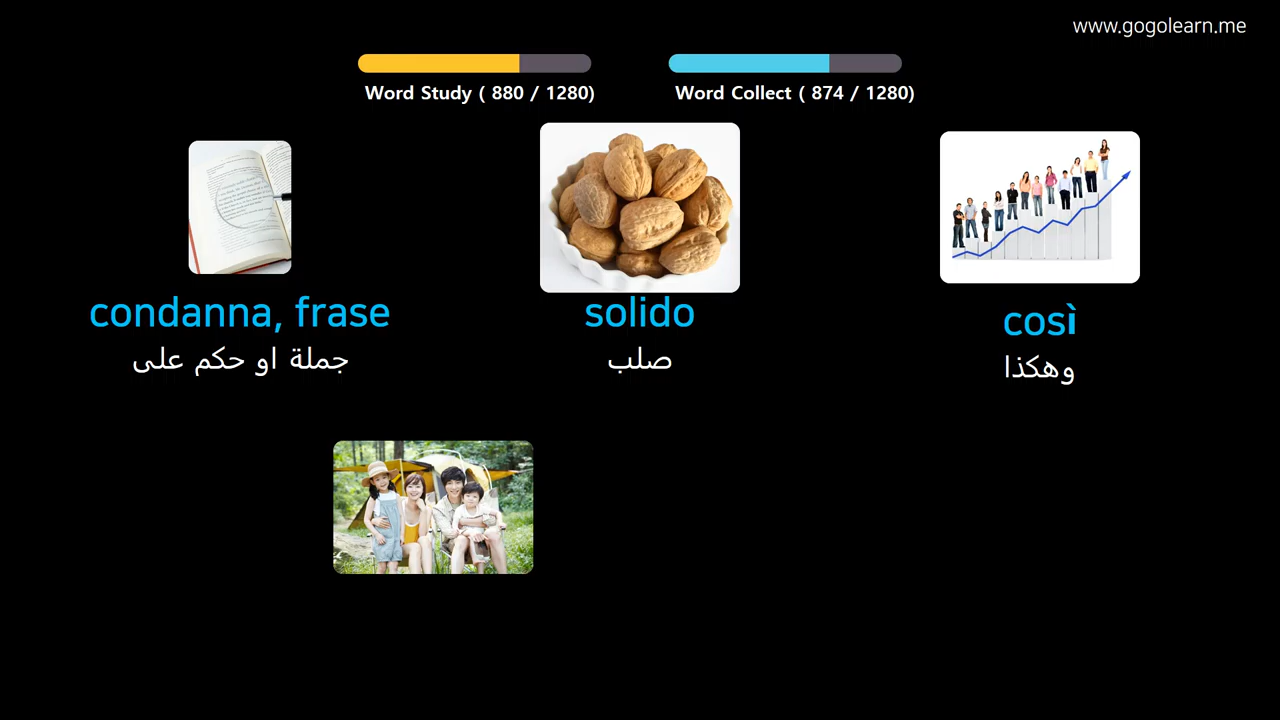 www.gogolearn.me
Word Study ( 880 / 1280)
Word Collect ( 874 / 1280)
condanna, frase
جملة او حكم على
solido
صلب
così
وهكذا